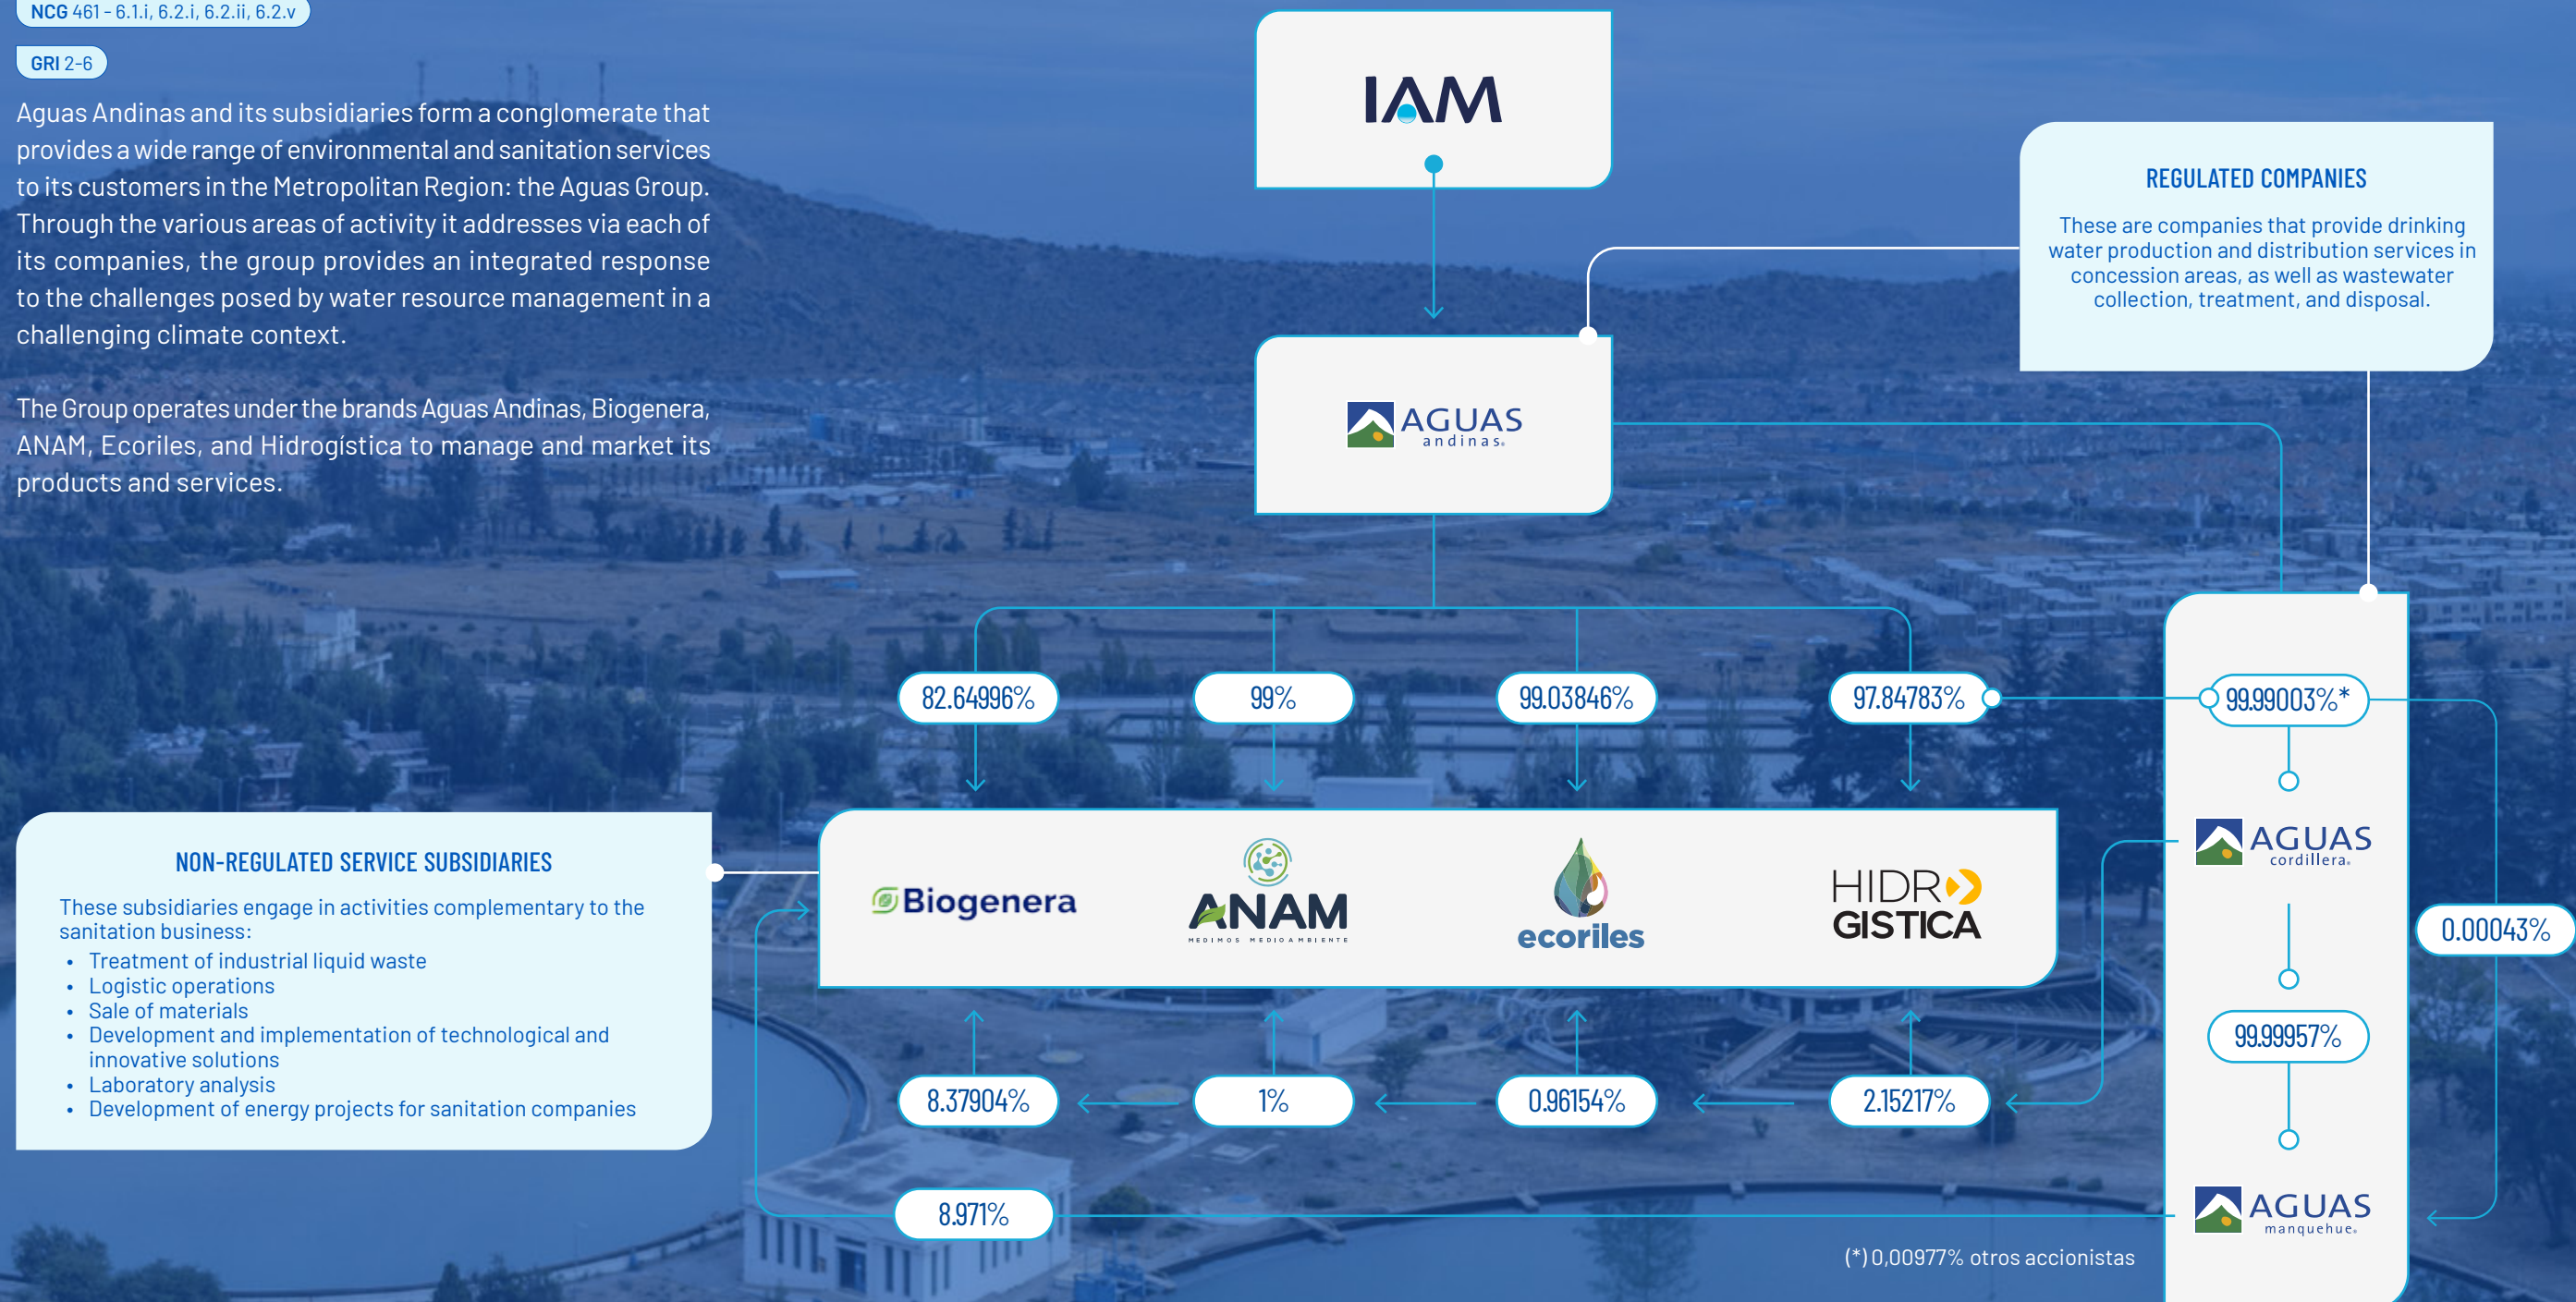 NCG 461 - 6.1.i, 6.2.i, 6.2.ii, 6.2.v
GRI 2-6
Aguas Andinas and its subsidiaries form a conglomerate that
provides a wide range of environmental and sanitation services
to its customers in the Metropolitan Region: the Aguas Group.
Through the various areas of activity it addresses via each of
its companies, the group provides an integrated response
to the challenges posed by water resource management in a
challenging climate context.
The Group operates under the brands Aguas Andinas, Biogenera,
ANAM, Ecoriles, and Hidrogística to manage and market its
products and services.
IAM
REGULATED COMPANIES
These are companies that provide drinking
water production and distribution services in
concession areas, as well as wastewater
collection, treatment, and disposal.
AGUAS
andinas
82.64996%
99%
99.03846%
97.84783%
99.99003%*
NON-REGULATED SERVICE SUBSIDIARIES
These subsidiaries engage in activities complementary to the
sanitation business:
• Treatment of industrial liquid waste
• Logistic operations
• Sale of materials
• Development and implementation of technological and
innovative solutions
• Laboratory analysis
• Development of energy projects for sanitation companies
Biogenera
ANAM
MEDIMOS MEDIOAMBIENTE
ecoriles
HIDRO
GISTICA
AGUAS
cordillera
0.00043%
99.99957%
8.37904%
1%
0.96154%
2.15217%
8.971%
AGUAS
manquehue
(*) 0,00977% otros accionistas